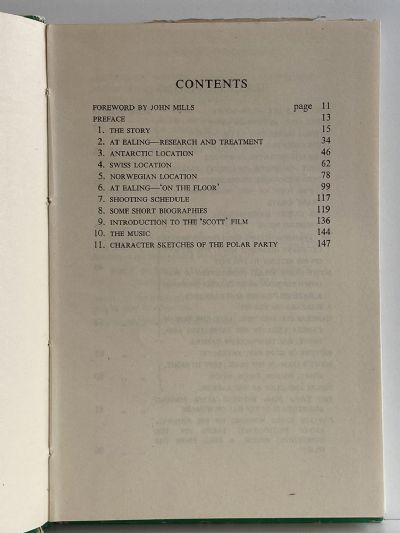 CONTENTS
FOREWORD BY JOHN MILLS page 11
PREFACE 13
1. THE STORY 15
2. AT EALING—RESEARCH AND TREATMENT 34
3. ANTARCTIC LOCATION 46
4. SWISS LOCATION 62
5. NORWEGIAN LOCATION 78
6. AT EALING—'ON THE FLOOR' 99
7. SHOOTING SCHEDULE 117
8. SOME SHORT BIOGRAPHIES 119
9. INTRODUCTION TO THE 'SCOTT' FILM 136
10. THE MUSIC 144
11. CHARACTER SKETCHES OF THE POLAR PARTY 147